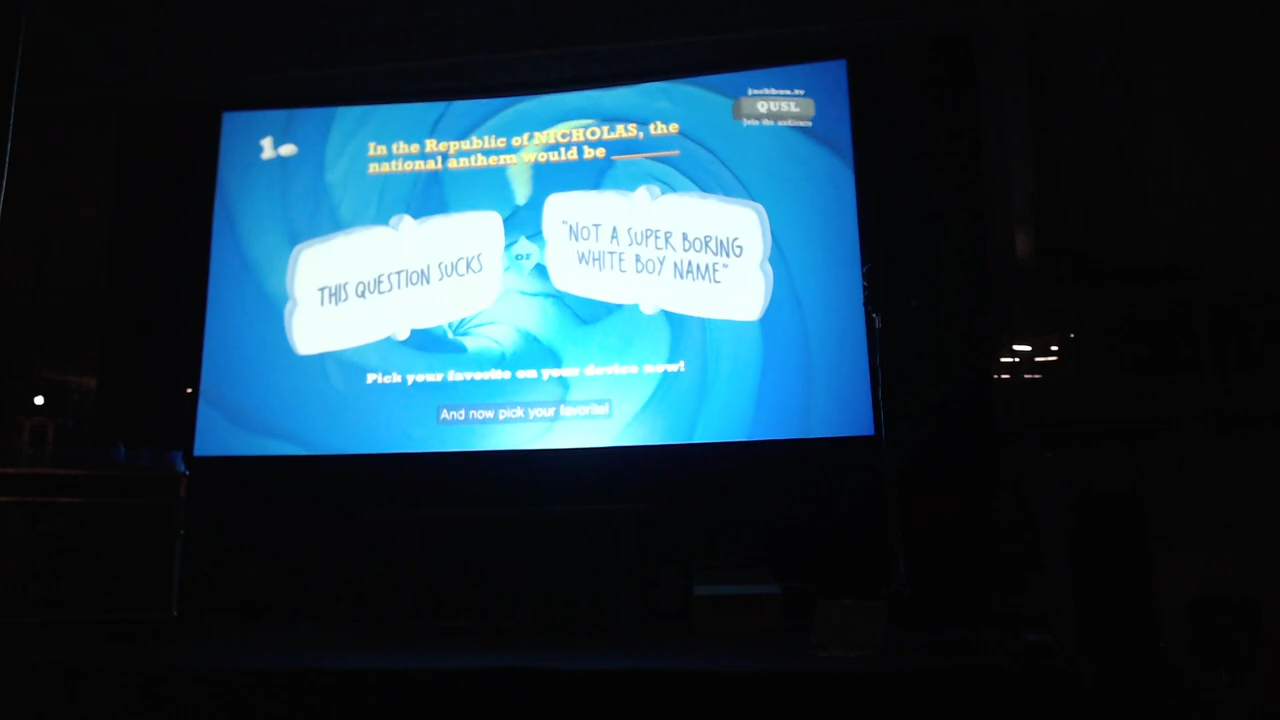 jackbox.tv
QUSL
Join the audience
In the Republic of NICHOLAS, the
national anthem would be ______
THIS QUESTION SUCKS
or
"NOT A SUPER BORING
WHITE BOY NAME"
Pick your favorite on your device now!
And now pick your favorite!